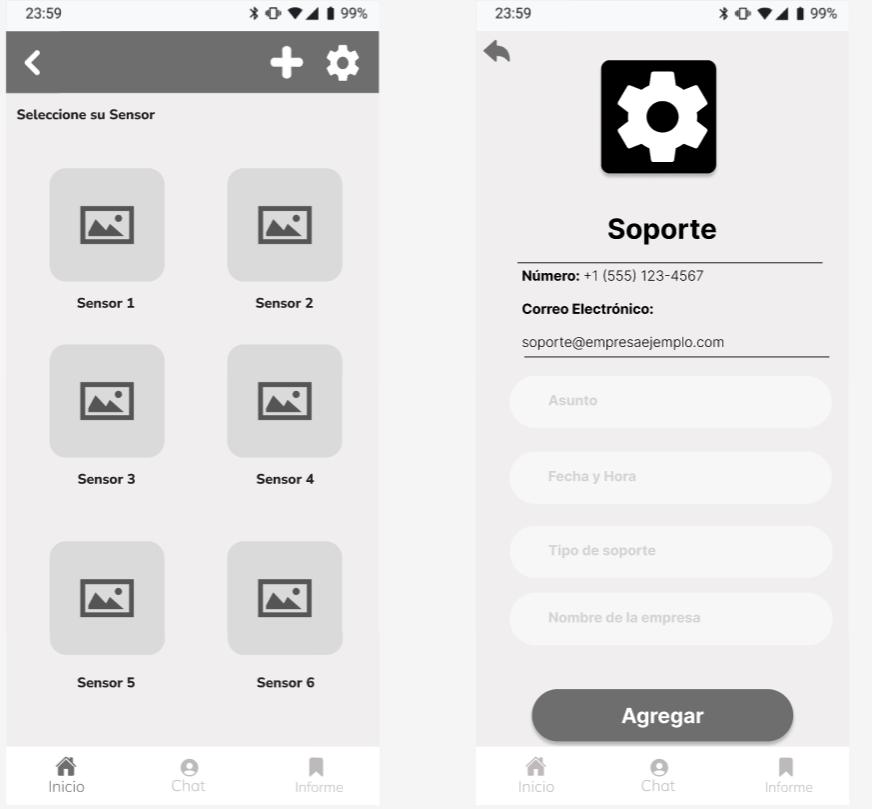 23:59 99%
Seleccione su Sensor
Sensor 1 Sensor 2
Sensor 3 Sensor 4
Sensor 5 Sensor 6
Inicio Chat Informe
23:59 99%
Soporte
Número: +1 (555) 123-4567
Correo Electrónico:
soporte@empresaejemplo.com
Asunto
Fecha y Hora
Tipo de soporte
Nombre de la empresa
Agregar
Inicio Chat Informe